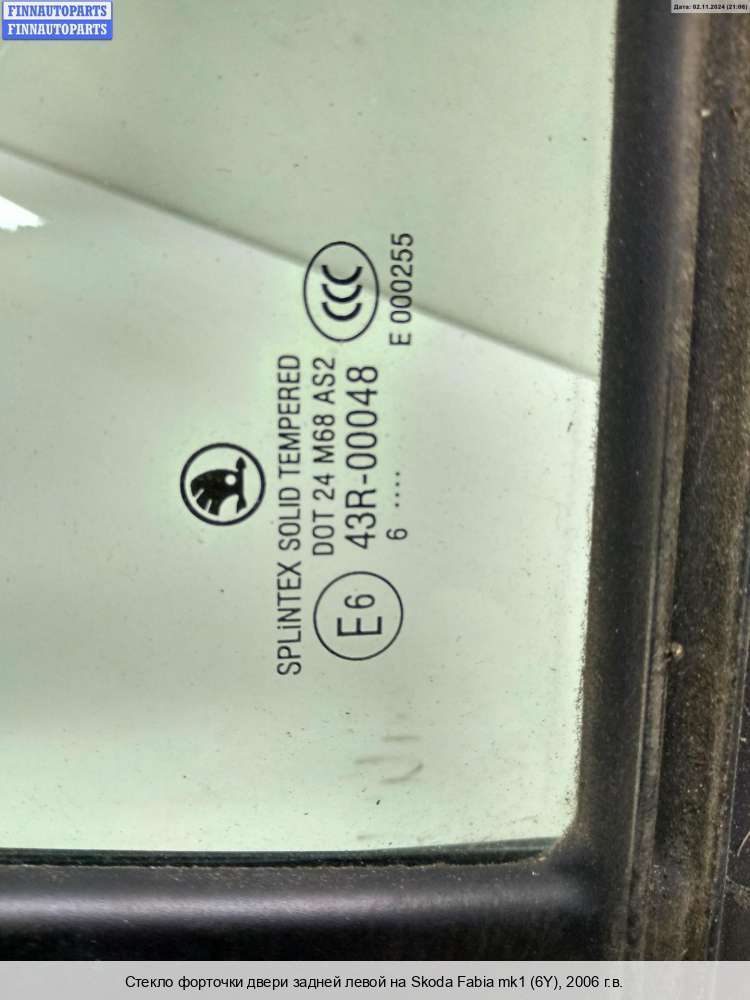 FINNAUTOPARTS
FINNAUTOPARTS
Дата: 02.11.2024 (21:06)
SPLiNTEX SOLID TEMPERED
DOT 24 M68 AS2
CCC
E6 43R-00048
6 .... E 000255
Стекло форточки двери задней левой на Skoda Fabia mk1 (6Y), 2006 г.в.